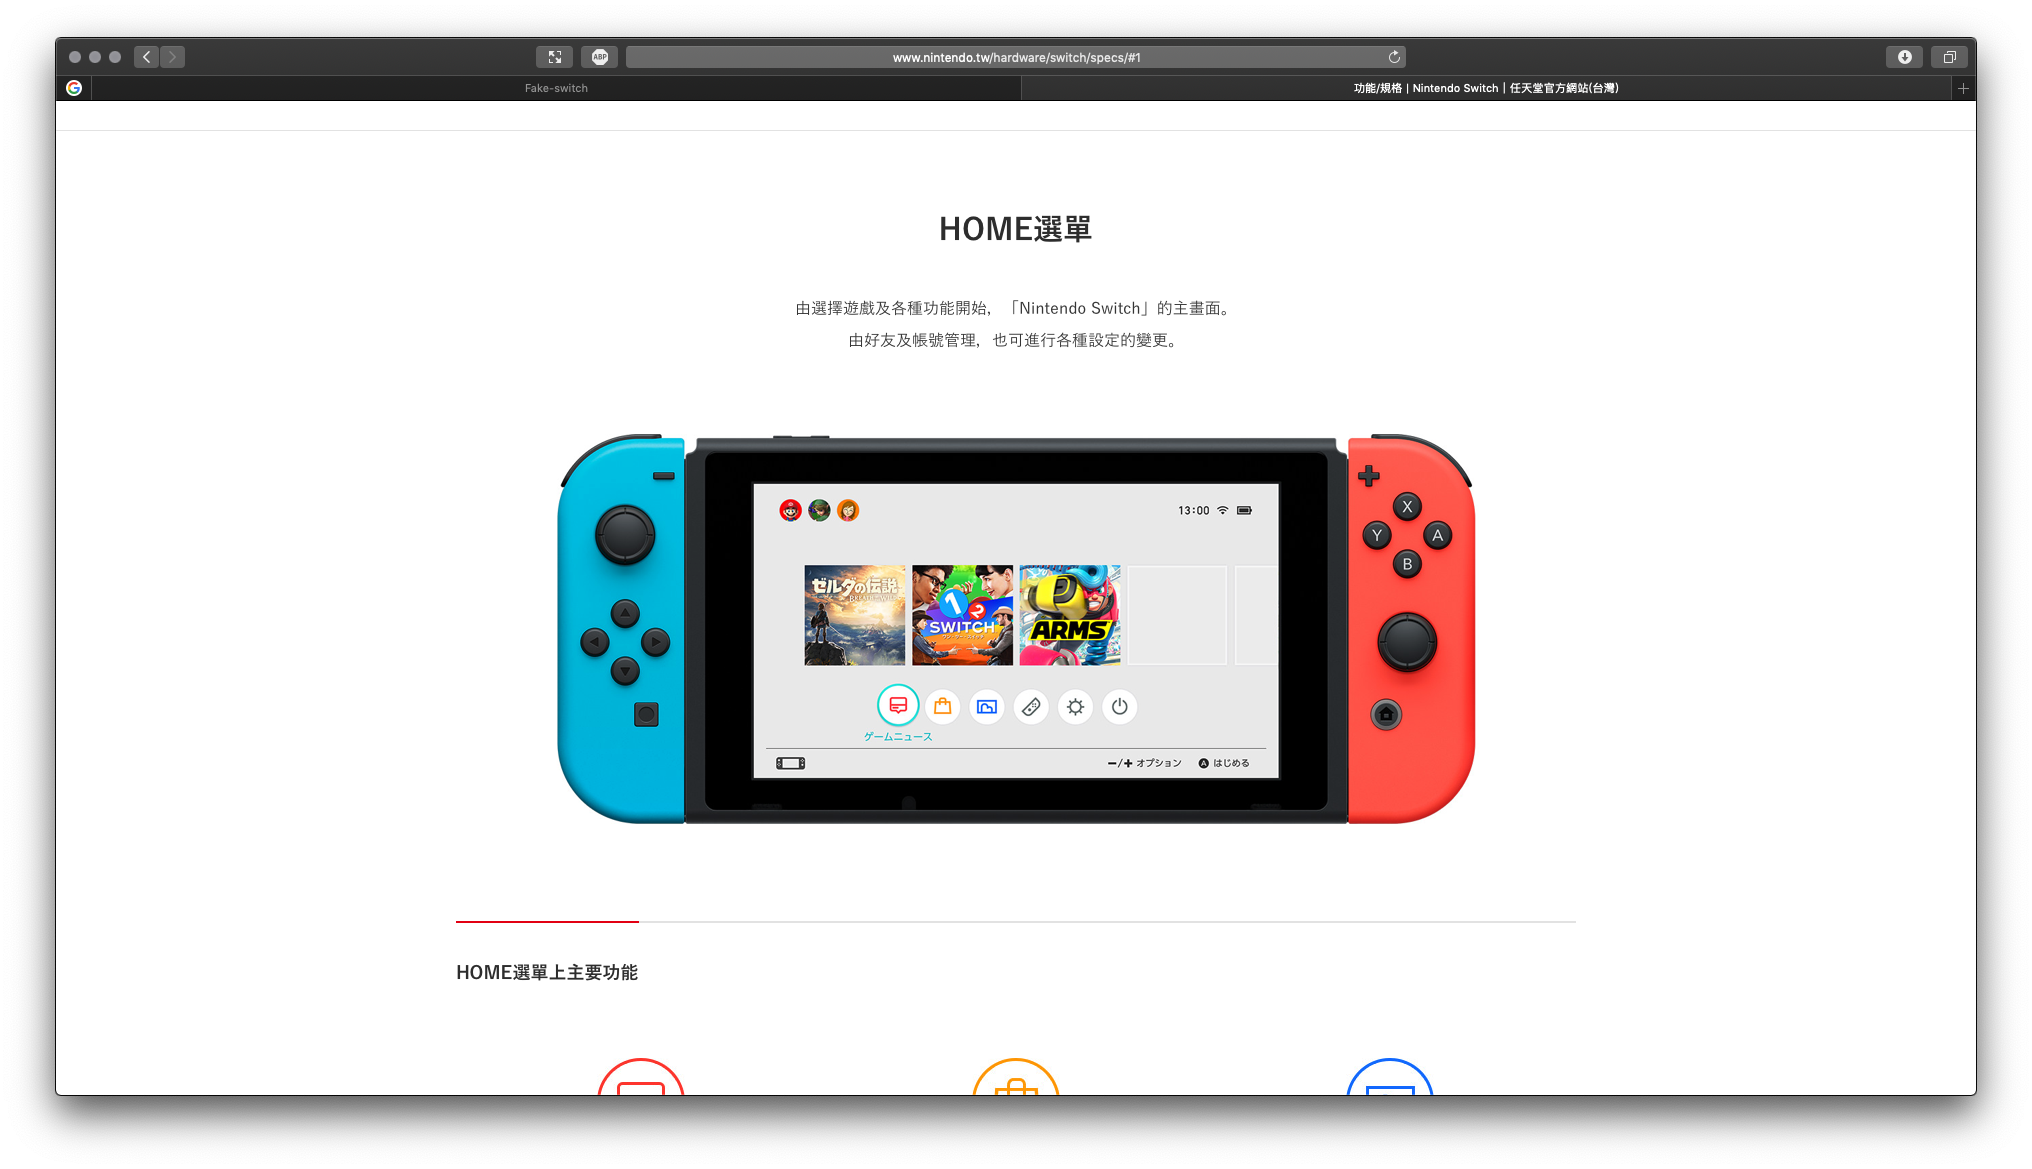 ABP
www.nintendo.tw/hardware/switch/specs/#1
Fake-switch
功能/規格 | Nintendo Switch | 任天堂官方網站(台灣)
HOME選單
由選擇遊戲及各種功能開始，「Nintendo Switch」的主畫面。
由好友及帳號管理，也可進行各種設定的變更。
13:00
X
Y
A
B
ゼルダの伝説
BREATH OF THE WILD
1 2
SWITCH
ARMS
ゲームニュース
−/+ オプション
A はじめる
HOME選單上主要功能